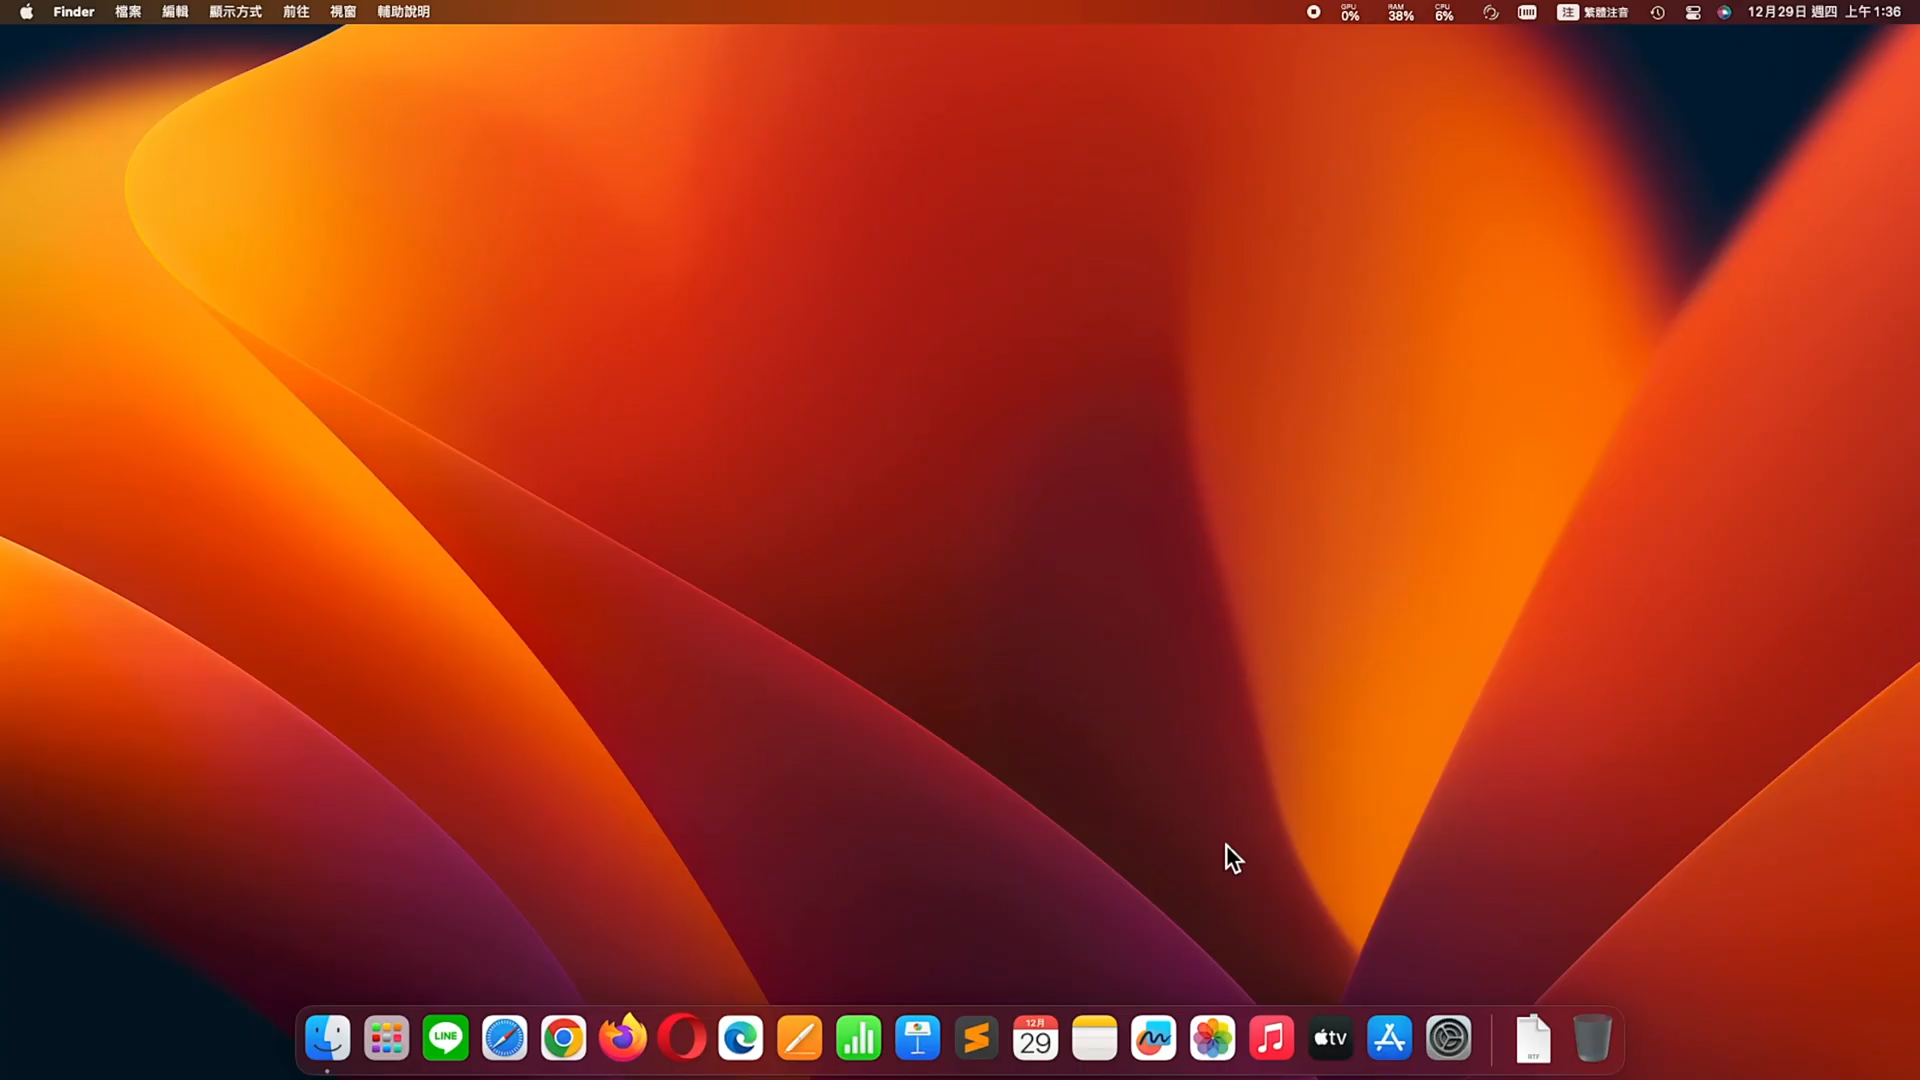 Finder 檔案 編輯 顯示方式 前往 視窗 輔助說明 GPU 0% RAM 38% CPU 6% 注 繁體注音 12月29日 週四 上午1:36
LINE 12月 29 tv RTF